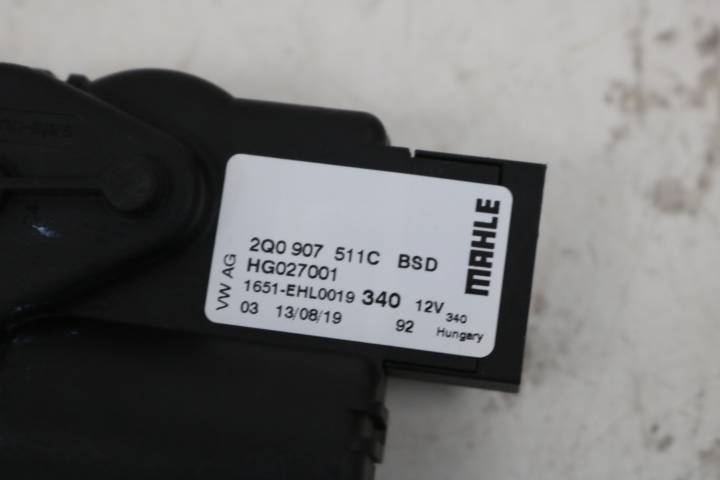 2Q0 907 511C BSD
HG027001
1651-EHL0019 340 12V 340
03 13/08/19 92 Hungary
VW AG
MAHLE